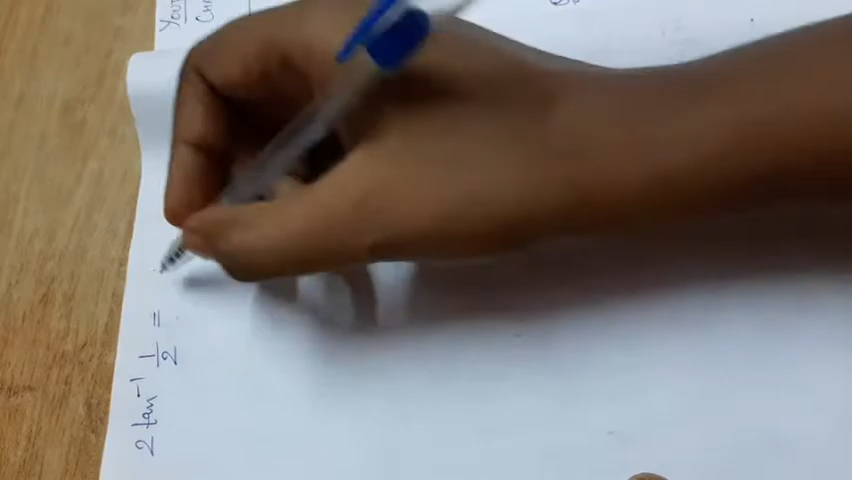 2 tan⁻¹ 1/2 =